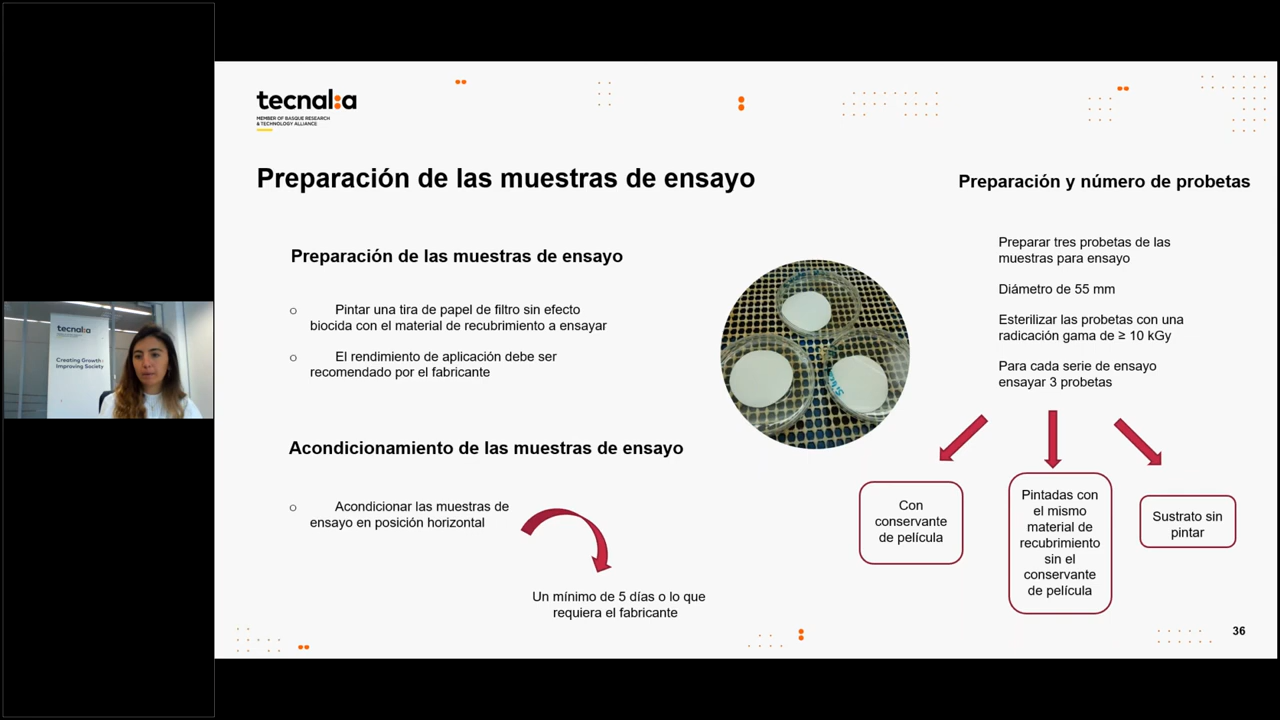 tecnalia
MEMBER OF BASQUE RESEARCH
& TECHNOLOGY ALLIANCE
Preparación de las muestras de ensayo
Preparación de las muestras de ensayo
o Pintar una tira de papel de filtro sin efecto
biocida con el material de recubrimiento a ensayar
o El rendimiento de aplicación debe ser
recomendado por el fabricante
Acondicionamiento de las muestras de ensayo
o Acondicionar las muestras de
ensayo en posición horizontal
Un mínimo de 5 días o lo que
requiera el fabricante
Preparación y número de probetas
Preparar tres probetas de las
muestras para ensayo
Diámetro de 55 mm
Esterilizar las probetas con una
radicación gama de ≥ 10 kGy
Para cada serie de ensayo
ensayar 3 probetas
Con
conservante
de película
Pintadas con
el mismo
material de
recubrimiento
sin el
conservante
de película
Sustrato sin
pintar
36
tecnalia
Creating Growth
Improving Society